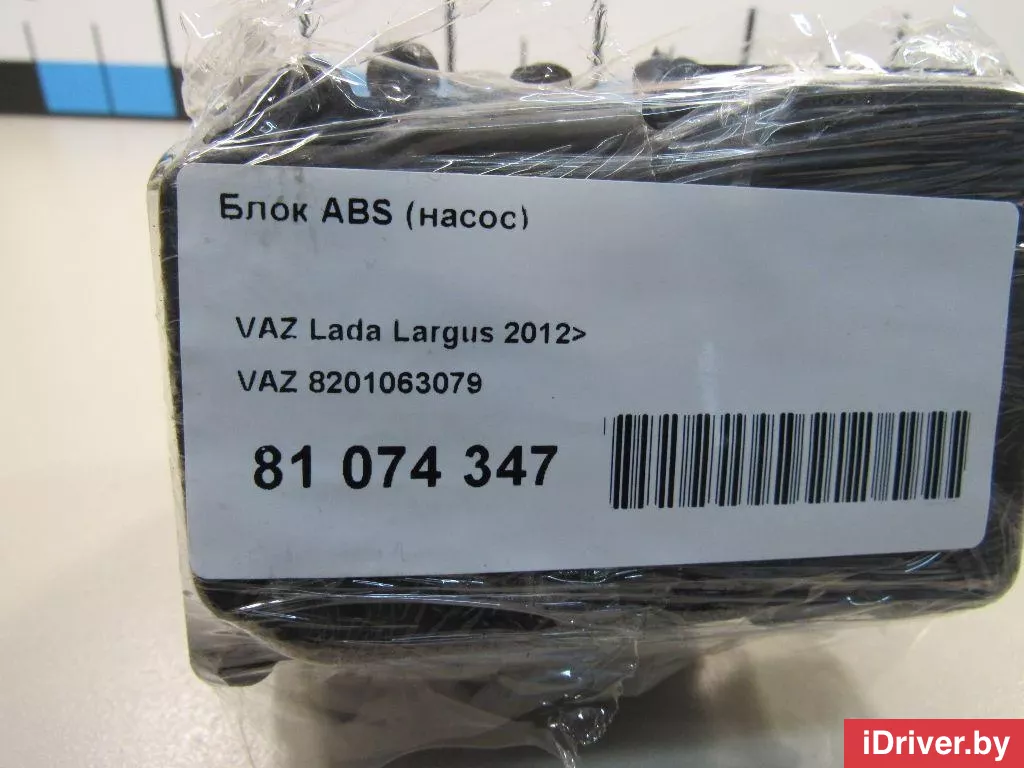 Блок ABS (насос)
VAZ Lada Largus 2012>
VAZ 8201063079
81 074 347
iDriver.by